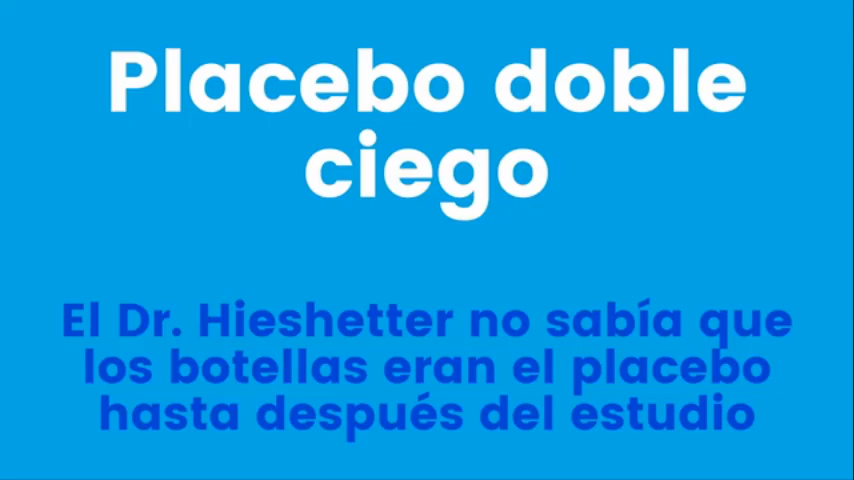 Placebo doble
ciego
El Dr. Hieshetter no sabía que
los botellas eran el placebo
hasta después del estudio